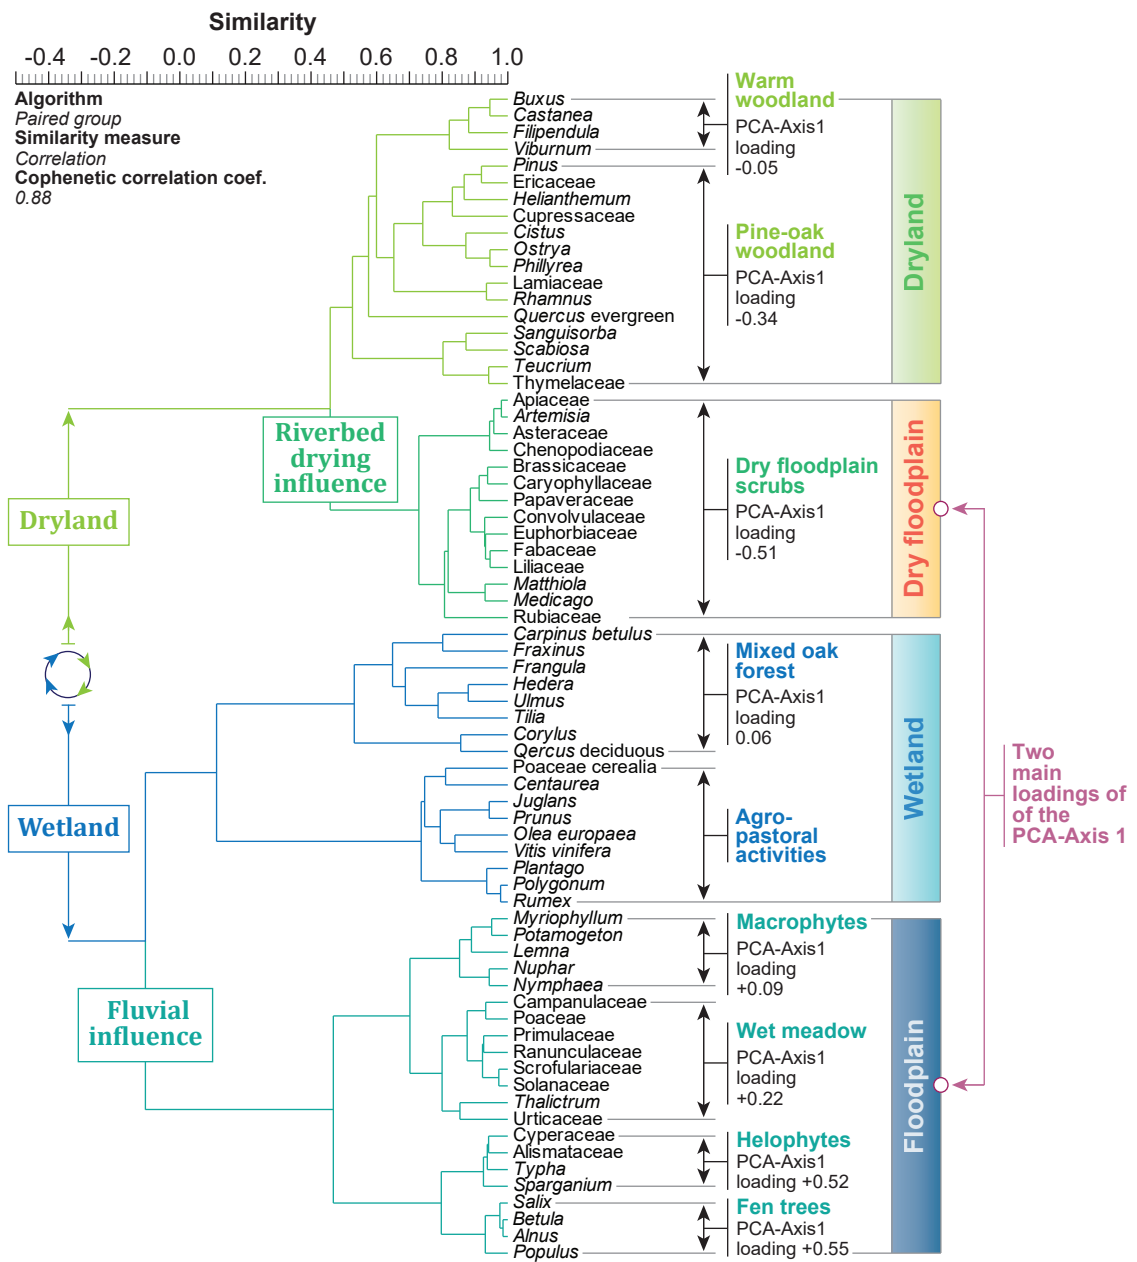 Similarity
-0.4 -0.2 0.0 0.2 0.4 0.6 0.8 1.0
Algorithm
Paired group
Similarity measure
Correlation
Cophenetic correlation coef.
0.88
Dryland
Wetland
Riverbed
drying
influence
Fluvial
influence
Buxus
Castanea
Filipendula
Viburnum
Pinus
Ericaceae
Helianthemum
Cupressaceae
Cistus
Ostrya
Phillyrea
Lamiaceae
Rhamnus
Quercus evergreen
Sanguisorba
Scabiosa
Teucrium
Thymelaceae
Apiaceae
Artemisia
Asteraceae
Chenopodiaceae
Brassicaceae
Caryophyllaceae
Papaveraceae
Convolvulaceae
Euphorbiaceae
Fabaceae
Liliaceae
Matthiola
Medicago
Rubiaceae
Carpinus betulus
Fraxinus
Frangula
Hedera
Ulmus
Tilia
Corylus
Qercus deciduous
Poaceae cerealia
Centaurea
Juglans
Prunus
Olea europaea
Vitis vinifera
Plantago
Polygonum
Rumex
Myriophyllum
Potamogeton
Lemna
Nuphar
Nymphaea
Campanulaceae
Poaceae
Primulaceae
Ranunculaceae
Scrofulariaceae
Solanaceae
Thalictrum
Urticaceae
Cyperaceae
Alismataceae
Typha
Sparganium
Salix
Betula
Alnus
Populus
Warm
woodland
PCA-Axis1
loading
-0.05
Pine-oak
woodland
PCA-Axis1
loading
-0.34
Dry floodplain
scrubs
PCA-Axis1
loading
-0.51
Mixed oak
forest
PCA-Axis1
loading
0.06
Agro-
pastoral
activities
Macrophytes
PCA-Axis1
loading
+0.09
Wet meadow
PCA-Axis1
loading
+0.22
Helophytes
PCA-Axis1
loading +0.52
Fen trees
PCA-Axis1
loading +0.55
Dryland
Dry floodplain
Wetland
Floodplain
Two
main
loadings of
of the
PCA-Axis 1